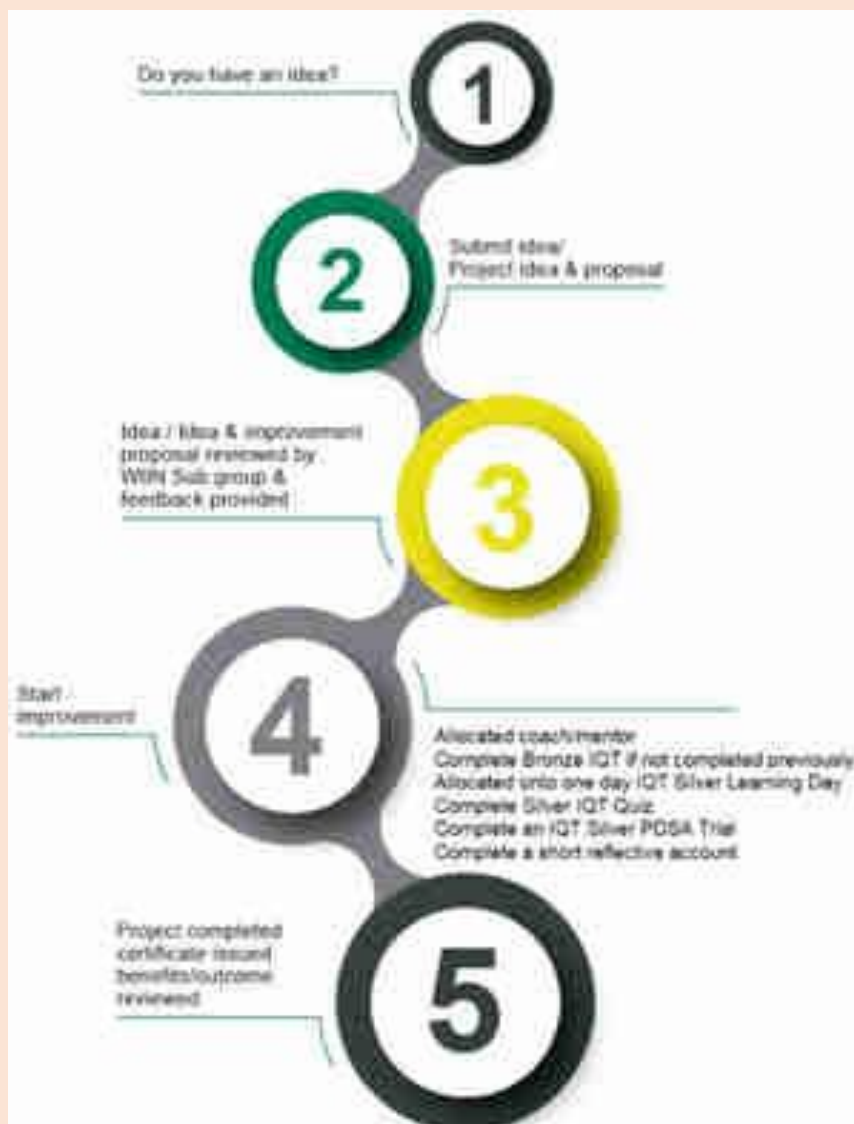 1
Do you have an idea?
2
Submit idea/
Project idea & proposal
3
Idea / Idea & improvement
proposal reviewed by
Sub group &
feedback provided
4
Start
improvement
Allocated coach/mentor
Complete Bronze IQT if not completed previously
Allocated unto one day IQT Silver Learning Day
Complete Silver IQT Quiz
Complete an IQT Silver PDSA Trial
Complete a short reflective account
5
Project completed
certificate issued
benefits/outcome
reviewed